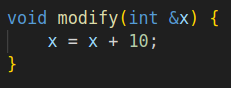 void modify(int &x) {
    x = x + 10;
}